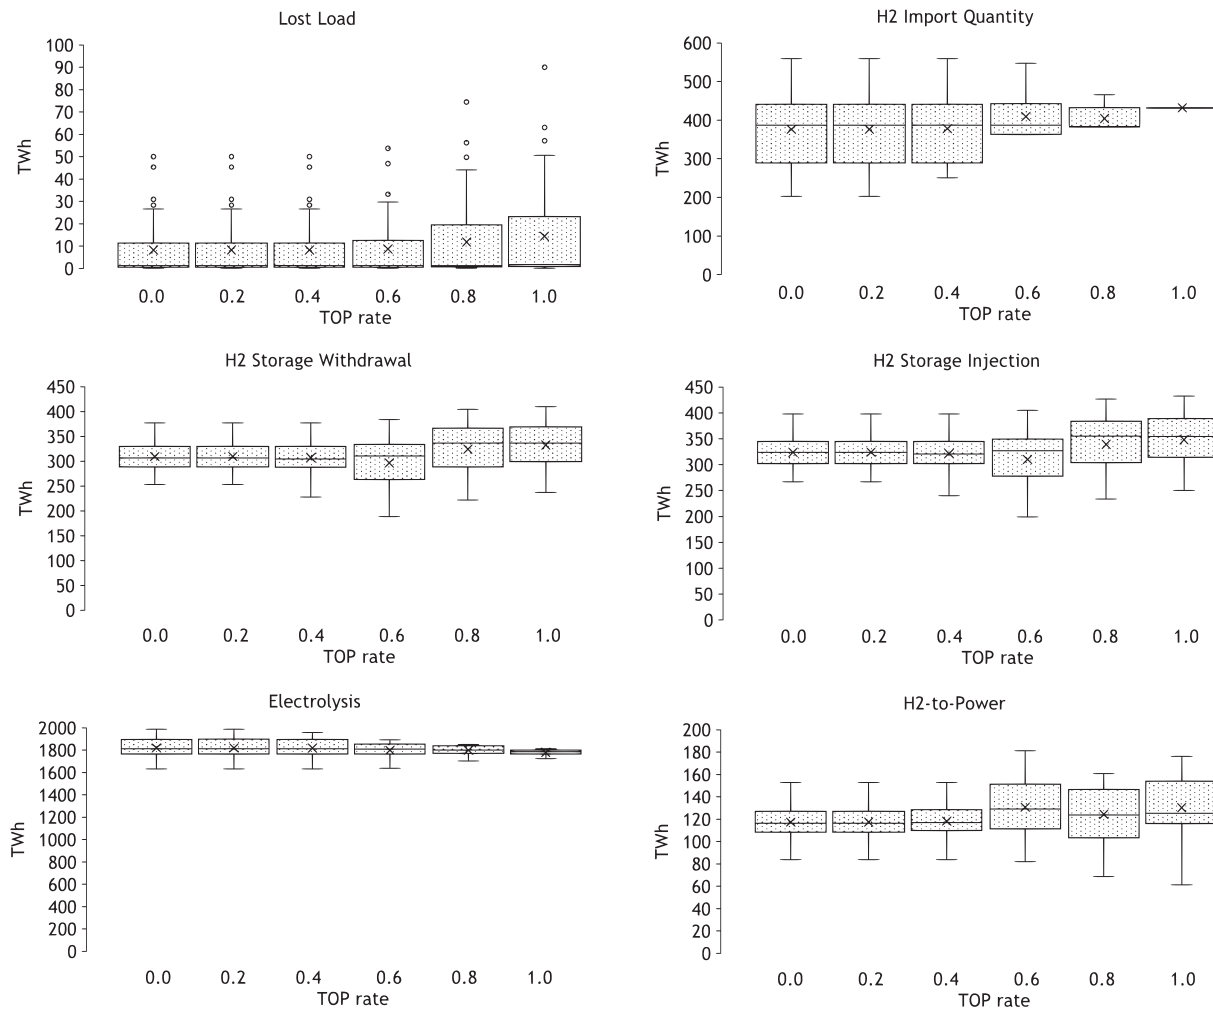 Lost Load
TWh
100
90
80
70
60
50
40
30
20
10
0
0.0 0.2 0.4 0.6 0.8 1.0
TOP rate
H2 Import Quantity
TWh
600
500
400
300
200
100
0
0.0 0.2 0.4 0.6 0.8 1.0
TOP rate
H2 Storage Withdrawal
TWh
450
400
350
300
250
200
150
100
50
0
0.0 0.2 0.4 0.6 0.8 1.0
TOP rate
H2 Storage Injection
TWh
450
400
350
300
250
200
150
100
50
0
0.0 0.2 0.4 0.6 0.8 1.0
TOP rate
Electrolysis
TWh
2000
1800
1600
1400
1200
1000
800
600
400
200
0
0.0 0.2 0.4 0.6 0.8 1.0
TOP rate
H2-to-Power
TWh
200
180
160
140
120
100
80
60
40
20
0
0.0 0.2 0.4 0.6 0.8 1.0
TOP rate